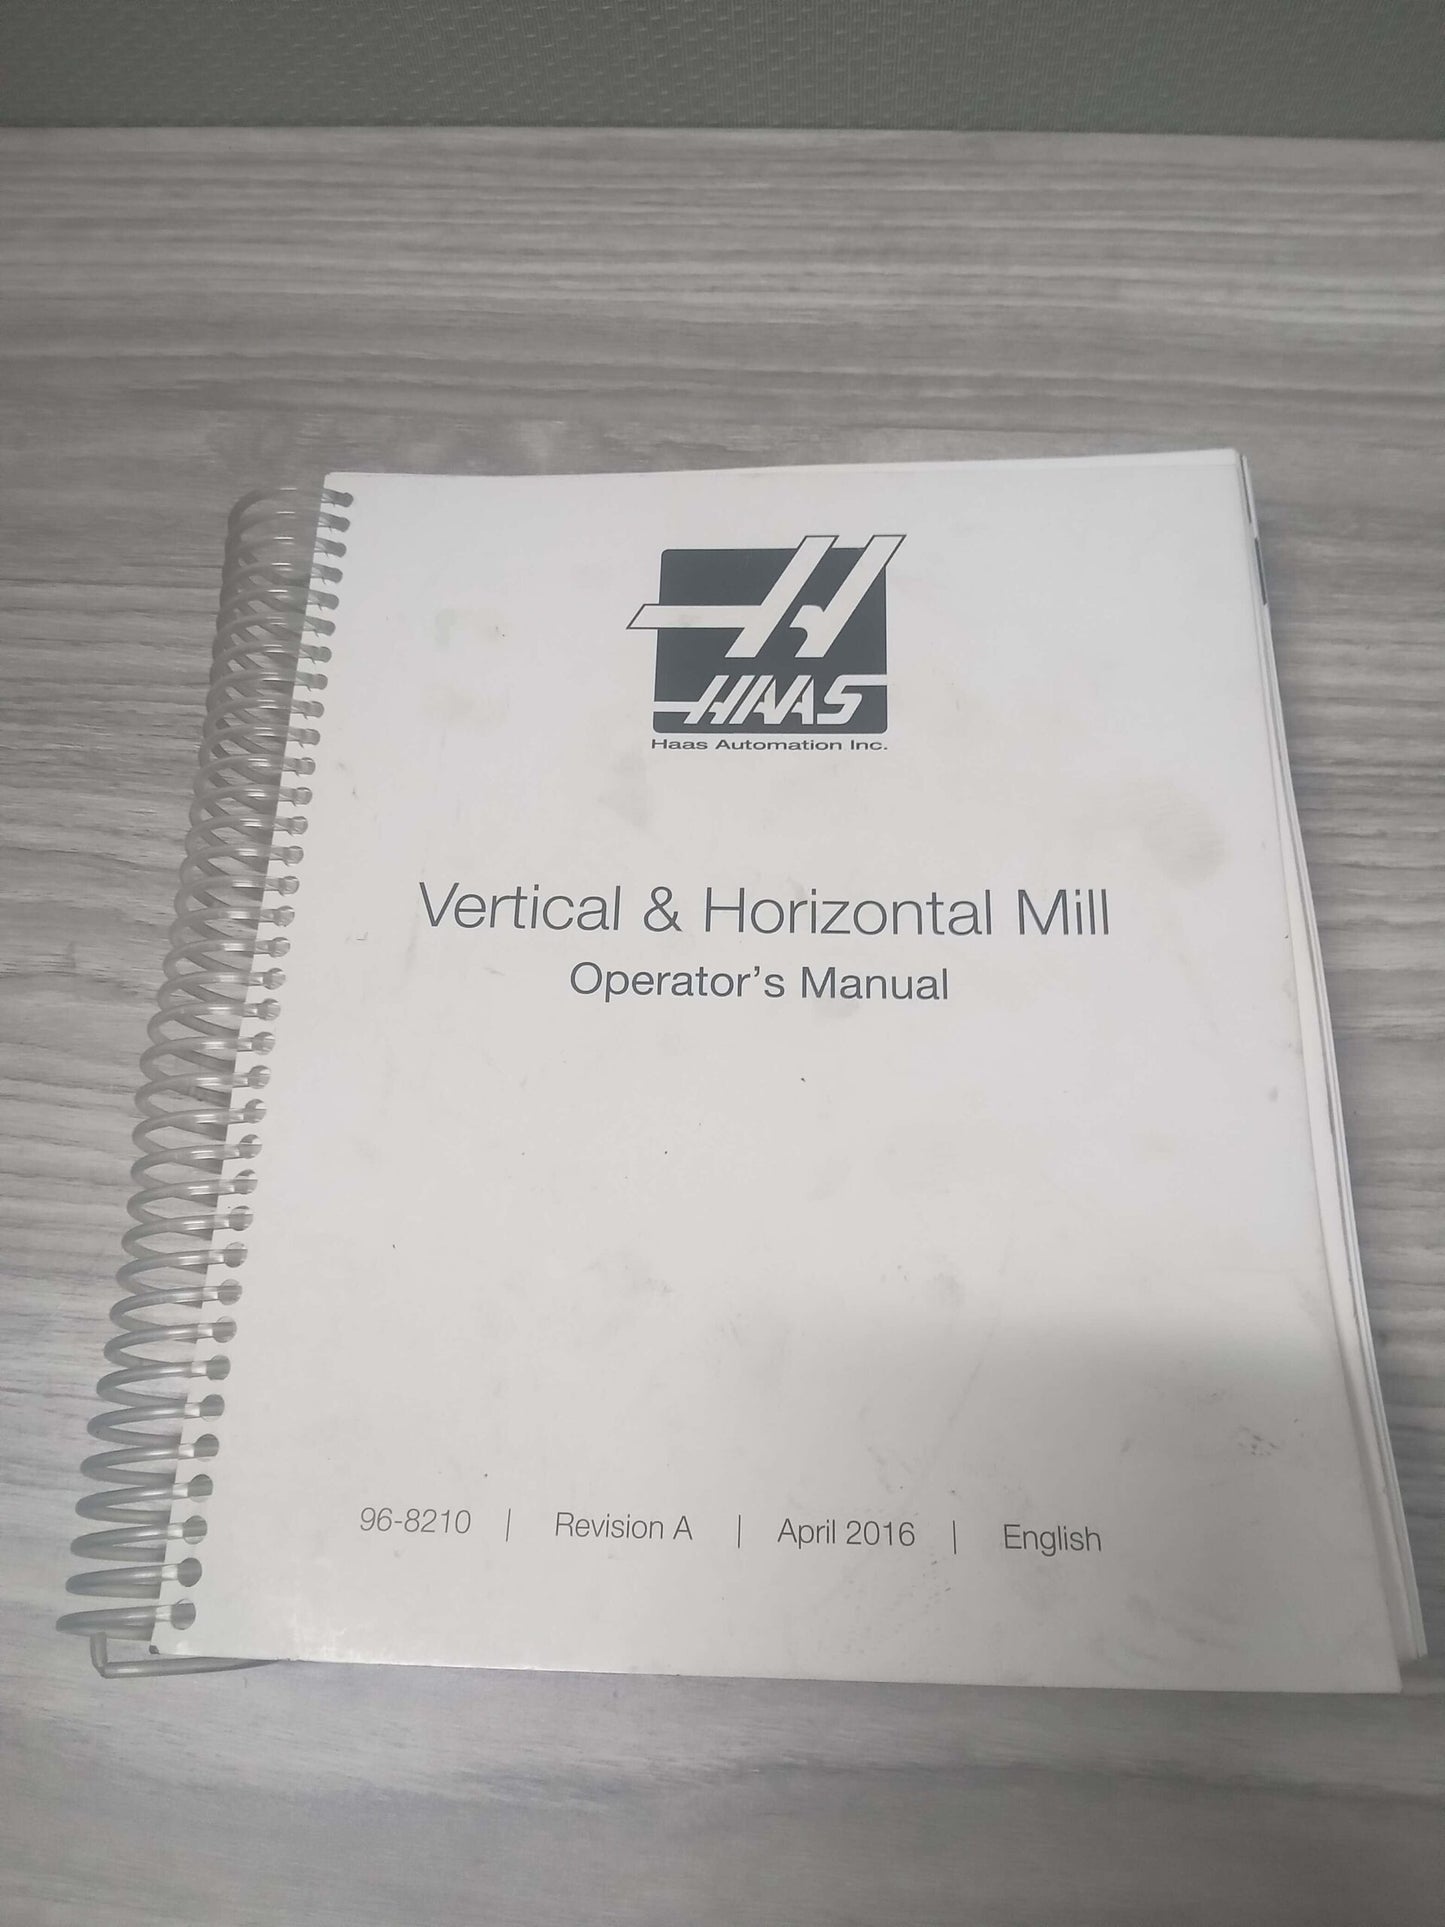 HAAS
Haas Automation Inc.
Vertical & Horizontal Mill
Operator's Manual
96-8210 | Revision A | April 2016 | English